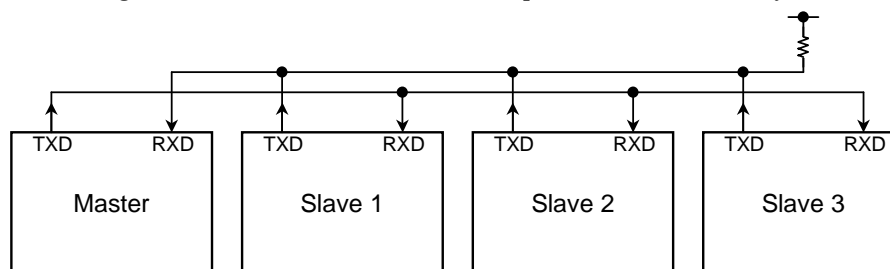 TXD RXD TXD RXD TXD RXD TXD RXD
Master Slave 1 Slave 2 Slave 3